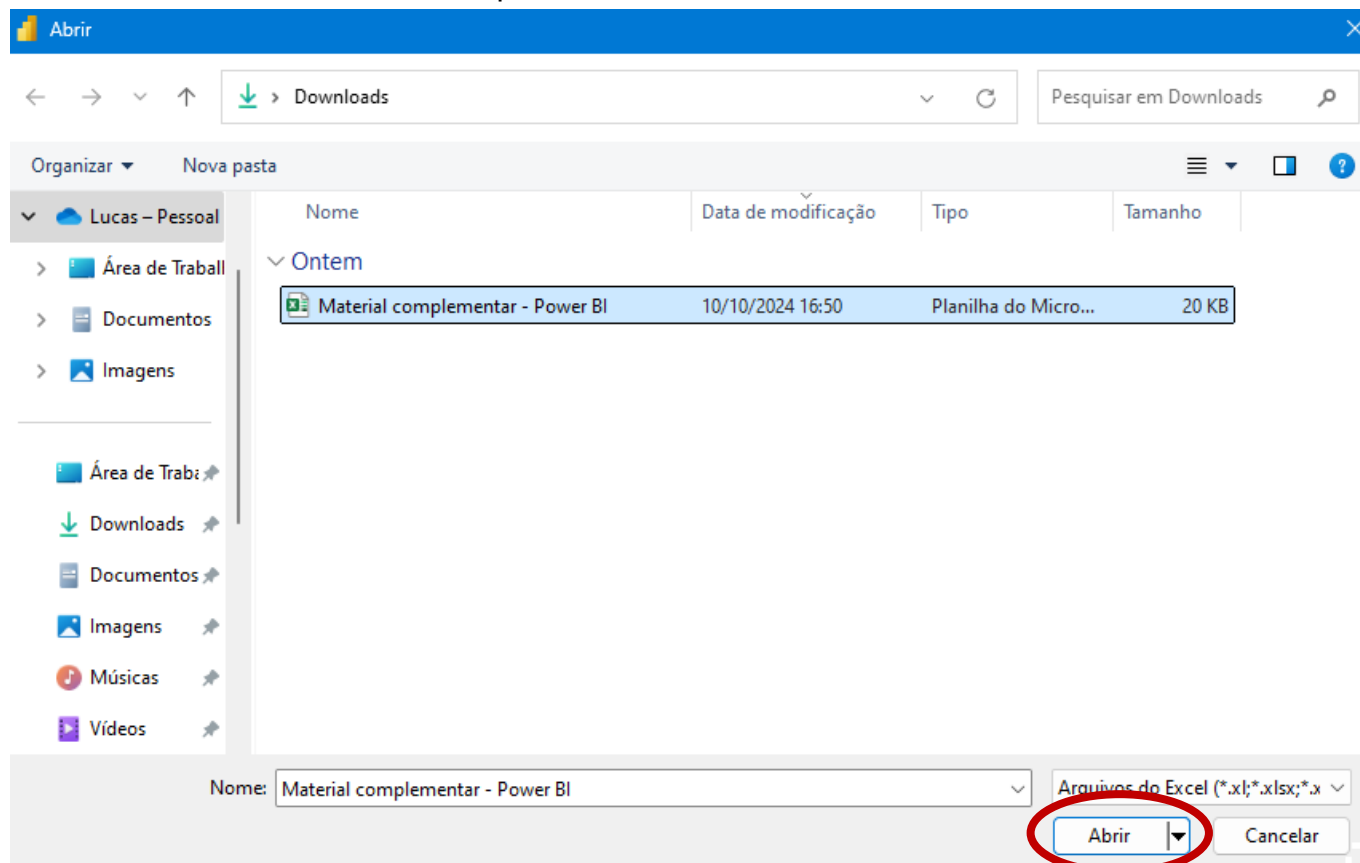 Abrir
Downloads
Pesquisar em Downloads
Organizar Nova pasta
Lucas – Pessoal
Nome Data de modificação Tipo Tamanho
Área de Traball
Ontem
Material complementar - Power BI 10/10/2024 16:50 Planilha do Micro... 20 KB
Documentos
Imagens
Área de Traba
Downloads
Documentos
Imagens
Músicas
Vídeos
Nome: Material complementar - Power BI
Arquivos do Excel (*.xl;*.xlsx;*.x
Abrir Cancelar